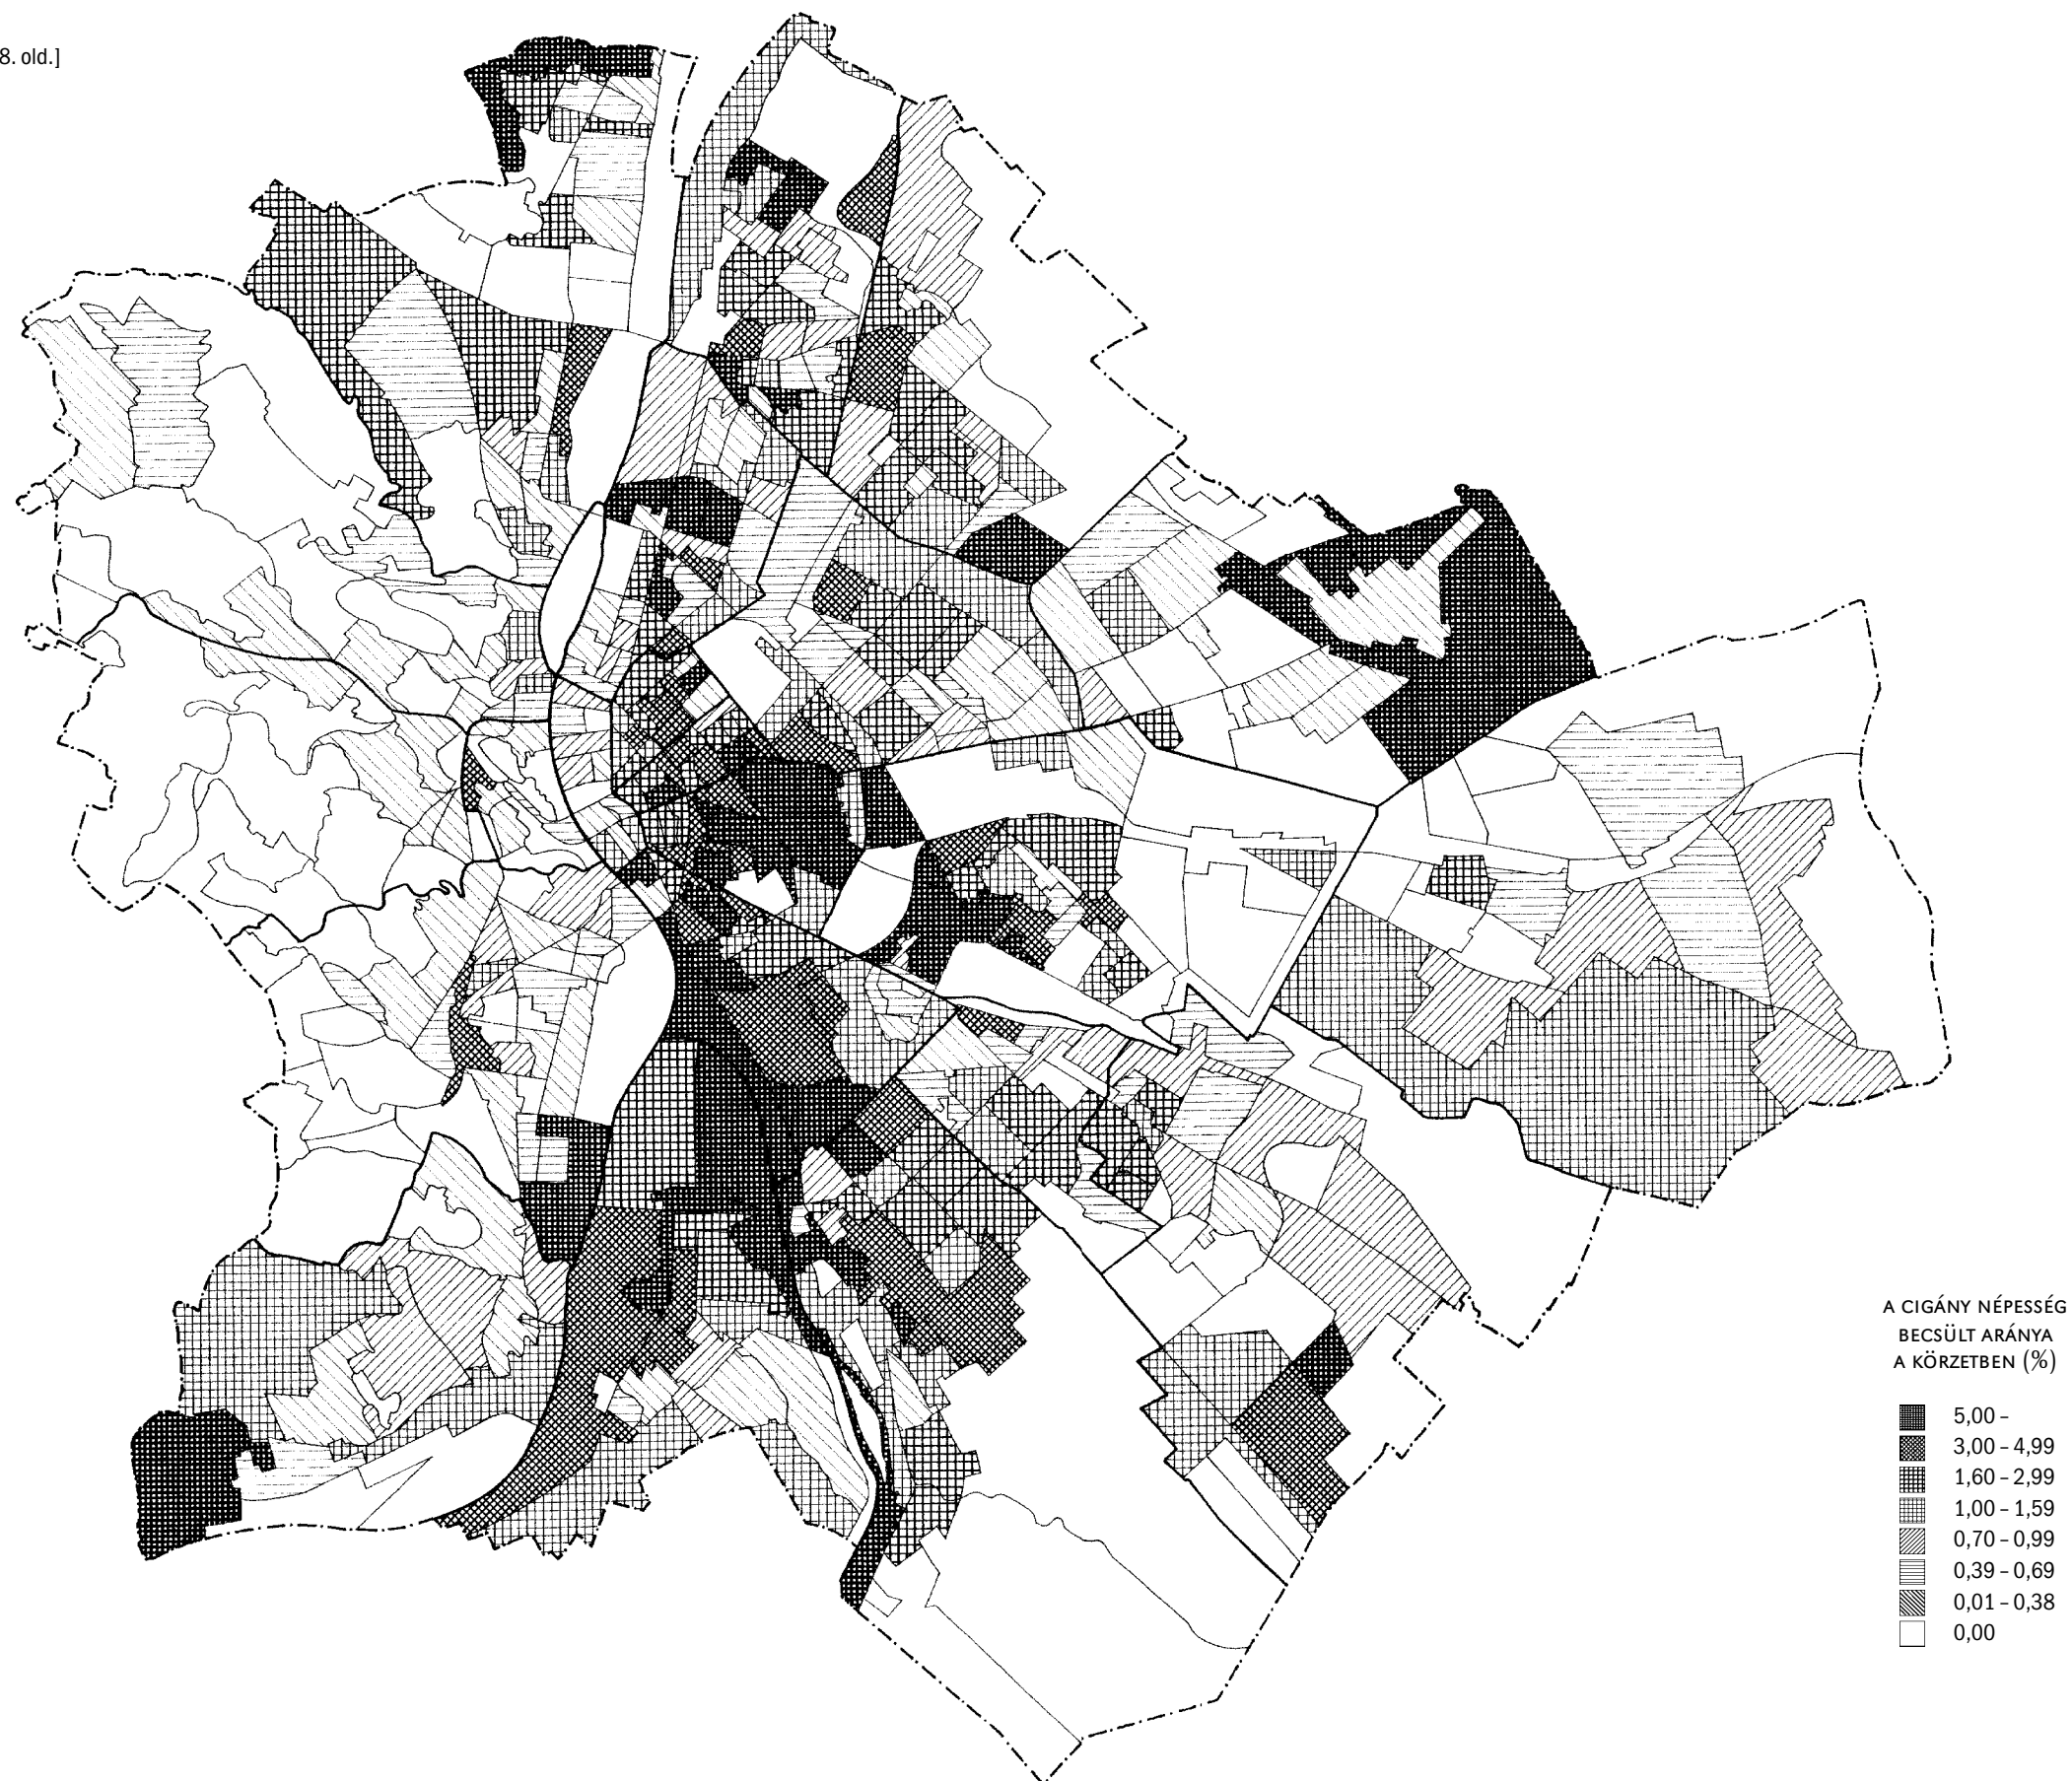 8. old.]
A CIGÁNY NÉPESSÉG
BECSÜLT ARÁNYA
A KÖRZETBEN (%)
5,00 –
3,00 – 4,99
1,60 – 2,99
1,00 – 1,59
0,70 – 0,99
0,39 – 0,69
0,01 – 0,38
0,00